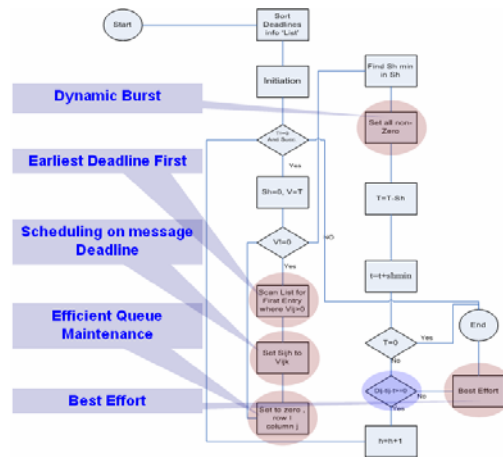 Start
Sort
Deadlines
info 'List'
Initiation
Yes
Sh=0, V=T
Yes
Scan List for
First Entry
where Vij>0
Set Sijh to
Vijk
Set to zero ,
column j
Find Sh min
in Sh
Set all non-
Zero
T=T-Sh
NO
t=t+shmin
T=0
Yes
No
No
Yes
h=h+1
End
Best Effort
Dynamic Burst
Earliest Deadline First
Scheduling on message
Deadline
Efficient Queue
Maintenance
Best Effort